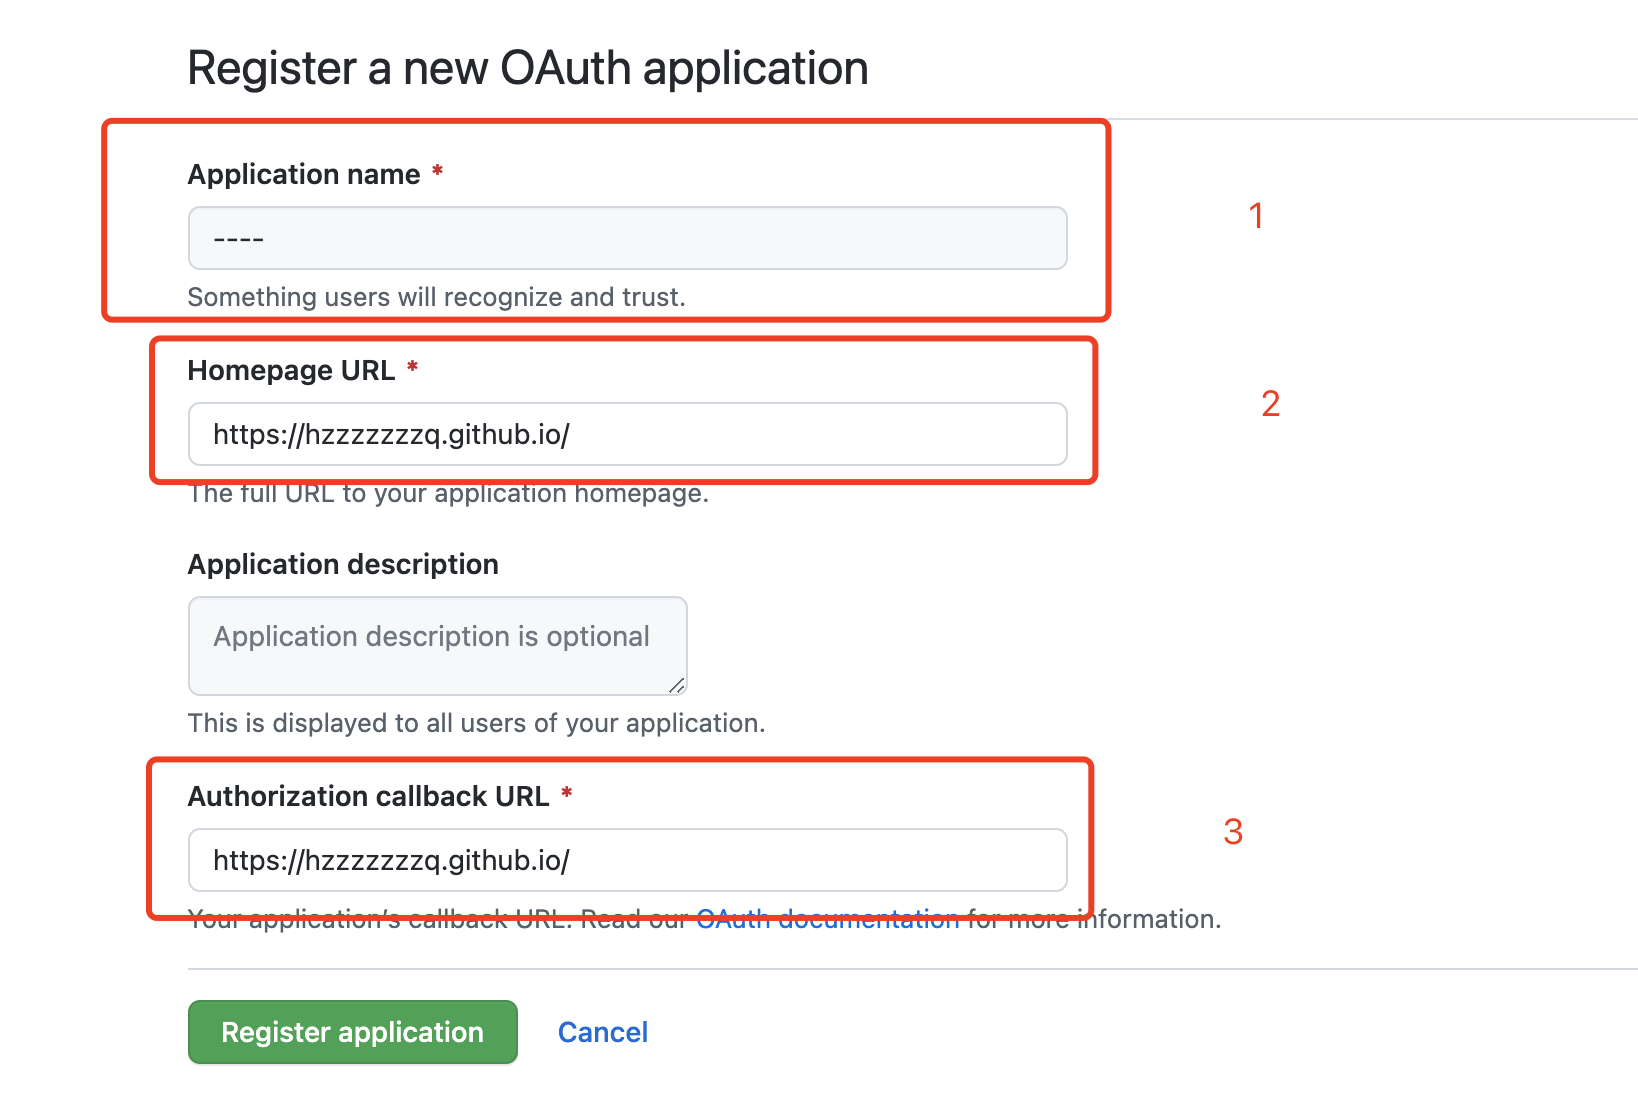 Register a new OAuth application
Application name *
----
Something users will recognize and trust.
1
Homepage URL *
https://hzzzzzzzq.github.io/
The full URL to your application homepage.
2
Application description
Application description is optional
This is displayed to all users of your application.
Authorization callback URL *
https://hzzzzzzzq.github.io/
Your application's callback URL. Read our OAuth documentation for more information.
3
Register application
Cancel